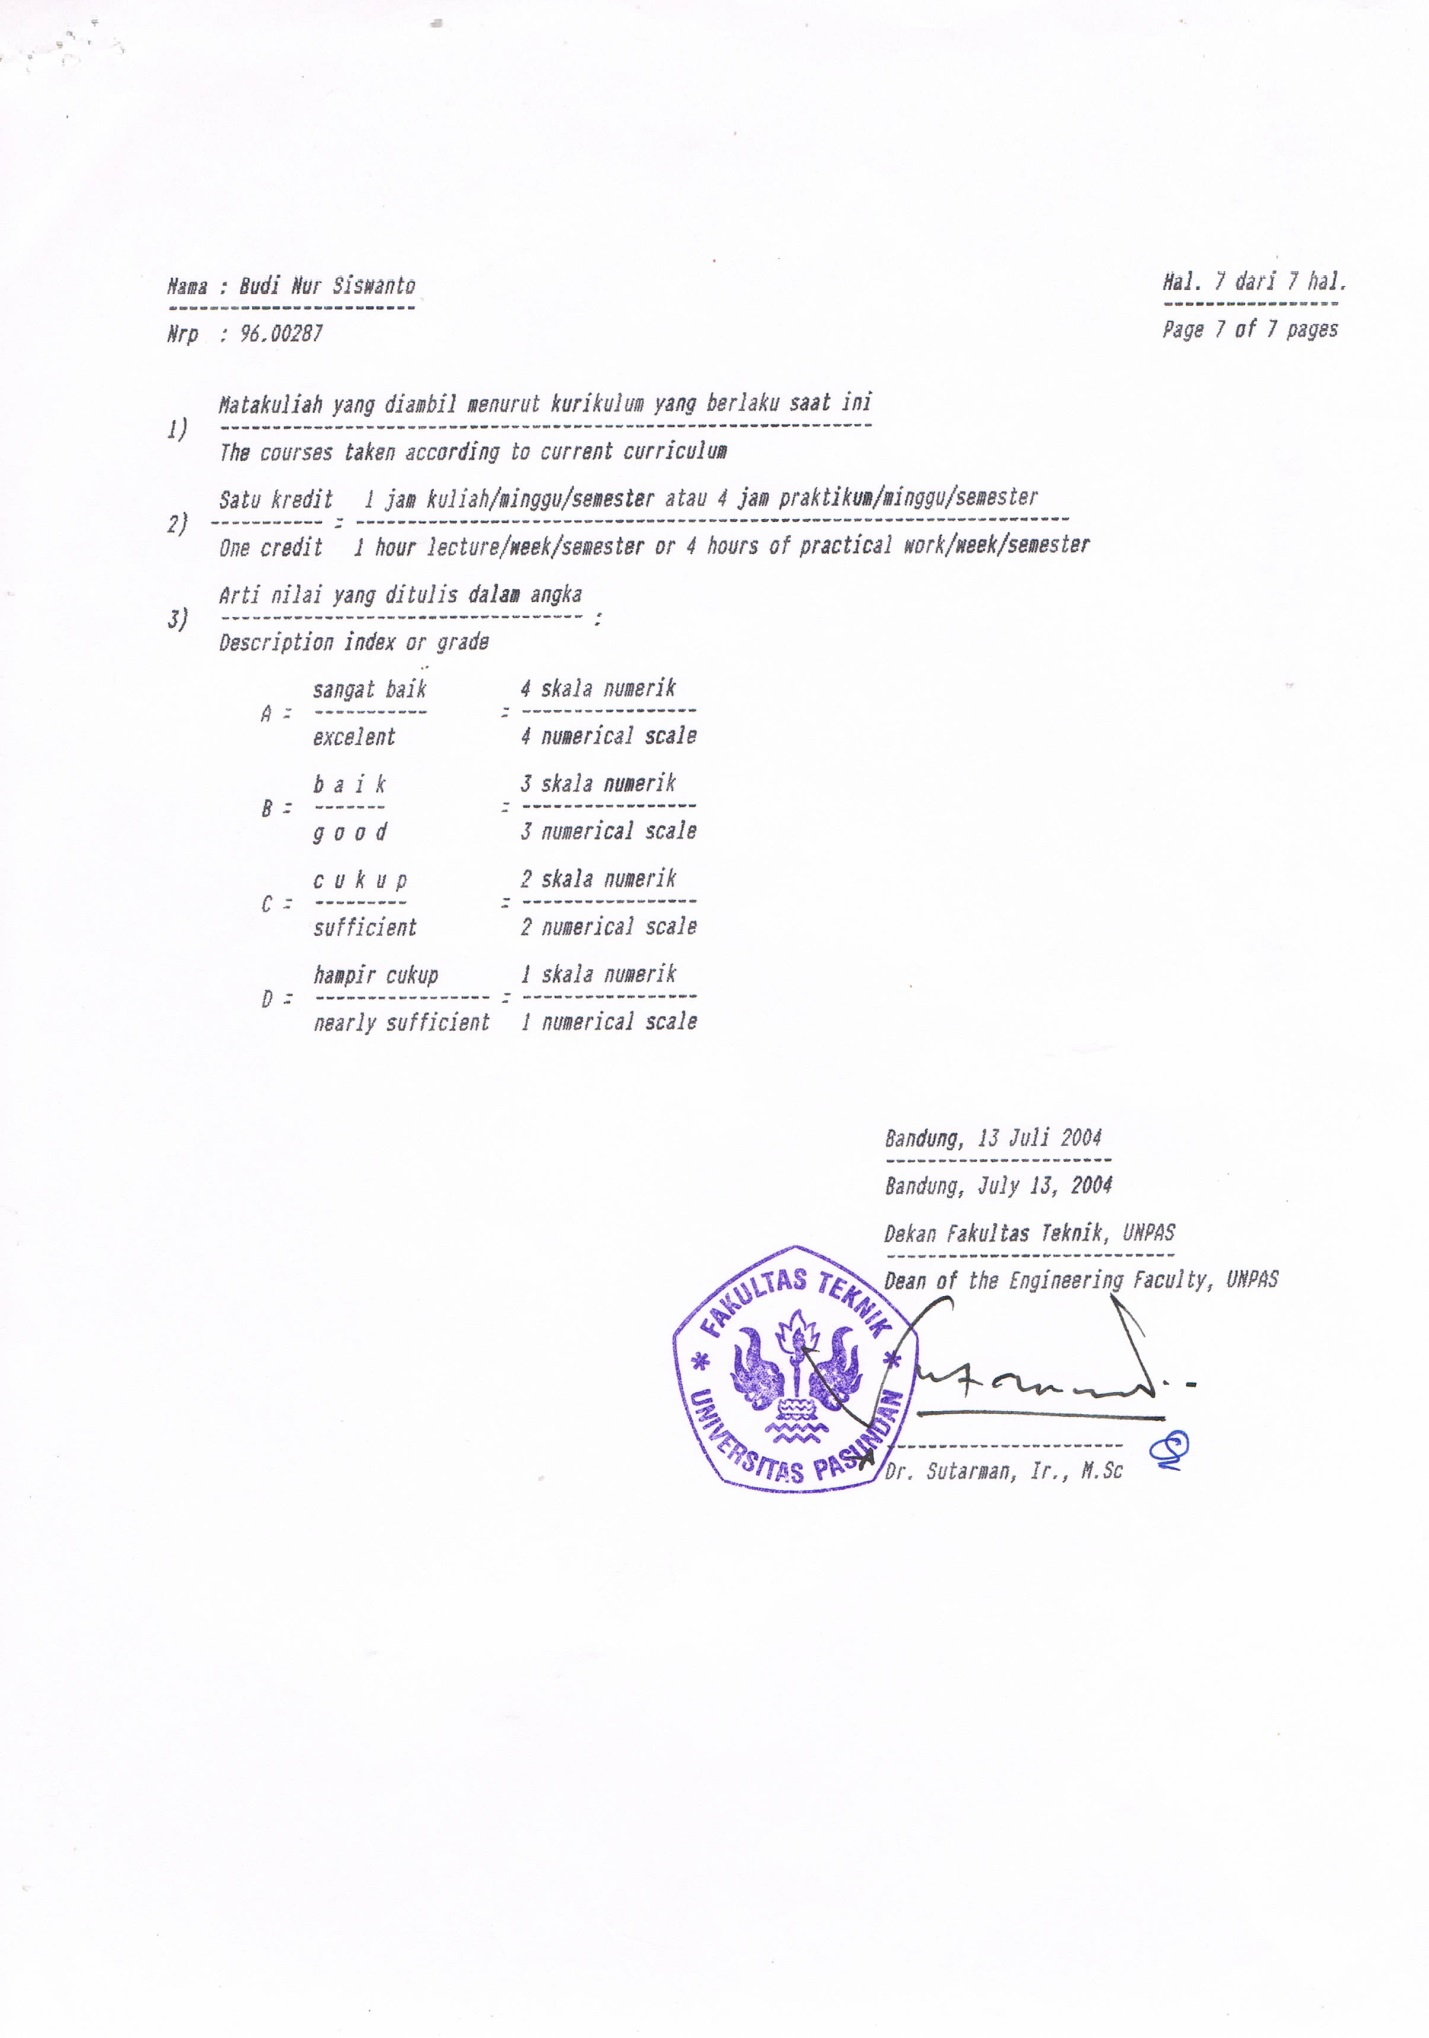 Nama : Budi Nur Siswanto
Hal. 7 dari 7 hal.
Nrp : 96.00287
Page 7 of 7 pages
Matakuliah yang diambil menurut kurikulum yang berlaku saat ini
1)
The courses taken according to current curriculum
Satu kredit 1 jam kuliah/minggu/semester atau 4 jam praktikum/minggu/semester
2) =
One credit 1 hour lecture/week/semester or 4 hours of practical work/week/semester
Arti nilai yang ditulis dalam angka
3) :
Description index or grade
sangat baik 4 skala numerik
A = =
excelent 4 numerical scale
b a i k 3 skala numerik
B = =
g o o d 3 numerical scale
c u k u p 2 skala numerik
C = =
sufficient 2 numerical scale
hampir cukup 1 skala numerik
D = =
nearly sufficient 1 numerical scale
Bandung, 13 Juli 2004
Bandung, July 13, 2004
Dekan Fakultas Teknik, UNPAS
Dean of the Engineering Faculty, UNPAS
* FAKULTAS TEKNIK *
UNIVERSITAS PASUNDAN
Dr. Sutarman, Ir., M.Sc